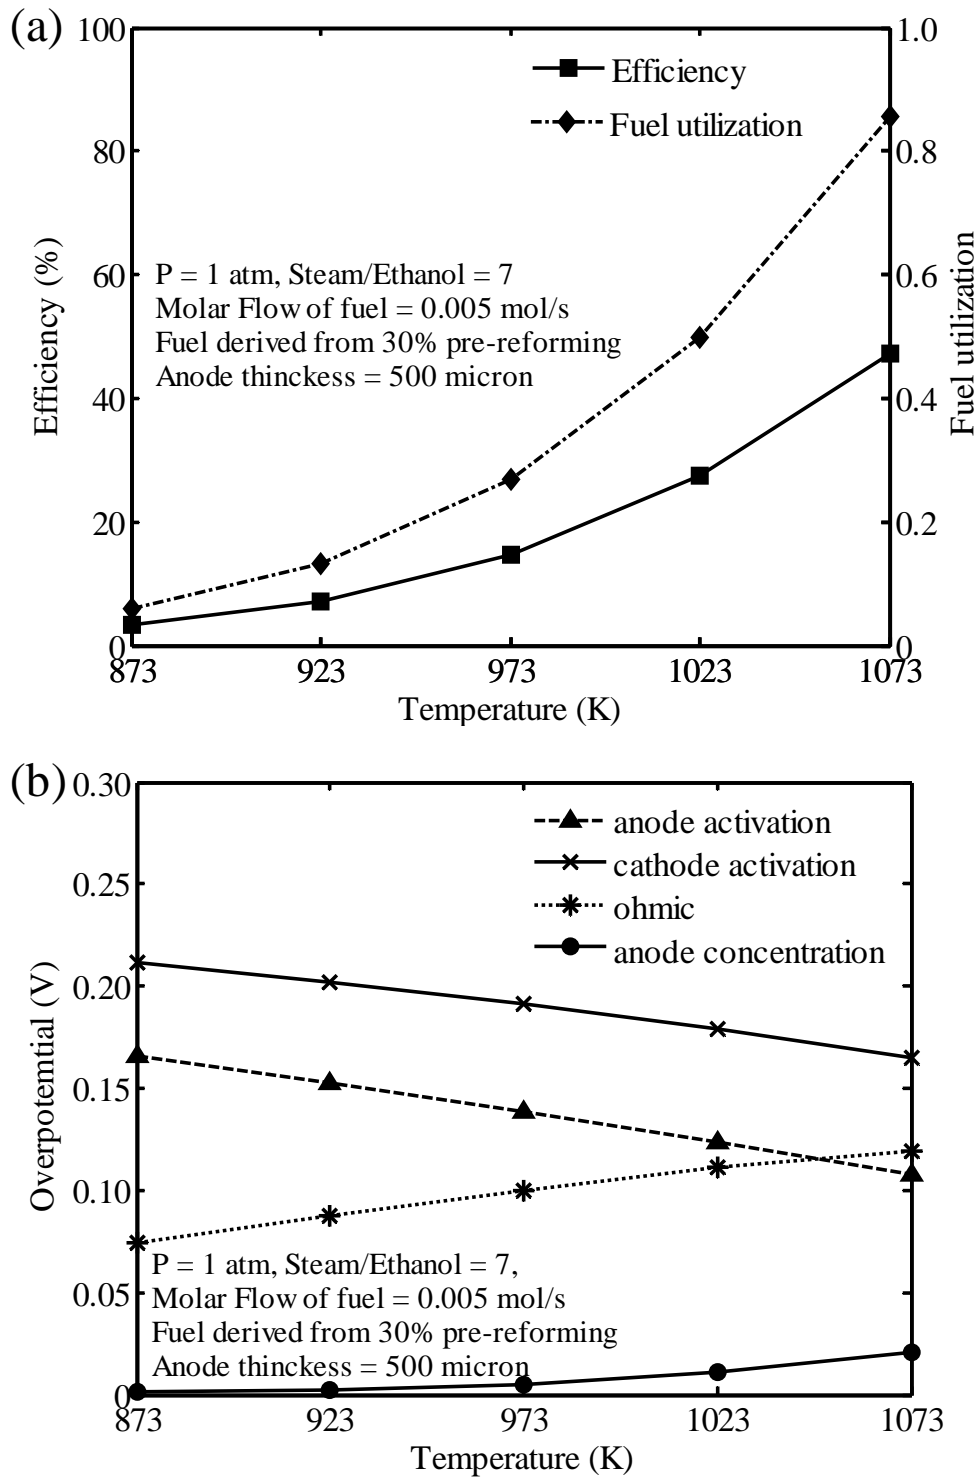 (a)
100
80
60
40
20
0
Efficiency (%)
1.0
0.8
0.6
0.4
0.2
0
Fuel utilization
Efficiency
Fuel utilization
P = 1 atm, Steam/Ethanol = 7
Molar Flow of fuel = 0.005 mol/s
Fuel derived from 30% pre-reforming
Anode thinckess = 500 micron
873 923 973 1023 1073
Temperature (K)
(b)
0.30
0.25
0.20
0.15
0.10
0.05
0
Overpotemtial (V)
anode activation
cathode activation
ohmic
anode concentration
P = 1 atm, Steam/Ethanol = 7,
Molar Flow of fuel = 0.005 mol/s
Fuel derived from 30% pre-reforming
Anode thinckess = 500 micron
873 923 973 1023 1073
Temperature (K)